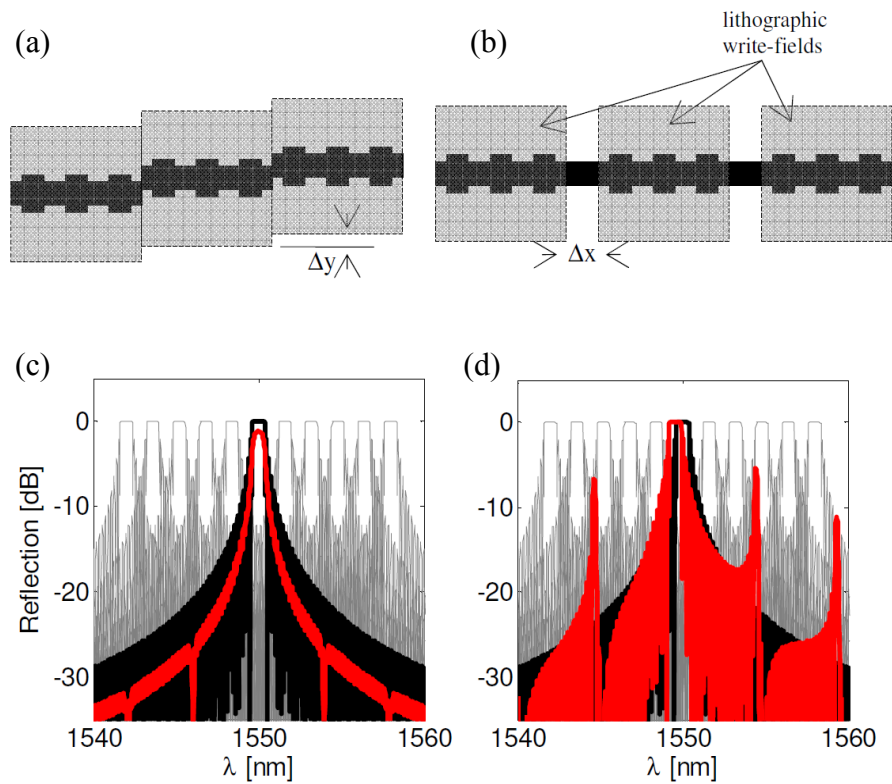 (a)
(b)
lithographic
write-fields
Δy
Δx
(c)
(d)
Reflection [dB]
0
-10
-20
-30
1540
1550
1560
λ [nm]
0
-10
-20
-30
1540
1550
1560
λ [nm]